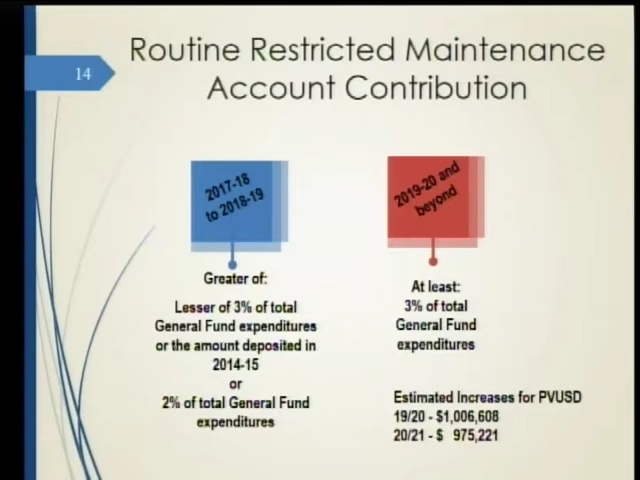 14
Routine Restricted Maintenance
Account Contribution
2017-18
to 2018-19
Greater of:
Lesser of 3% of total
General Fund expenditures
or the amount deposited in
2014-15
or
2% of total General Fund
expenditures
2019-20 and
beyond
At least:
3% of total
General Fund
expenditures
Estimated Increases for PVUSD
19/20 - $1,006,608
20/21 - $ 975,221